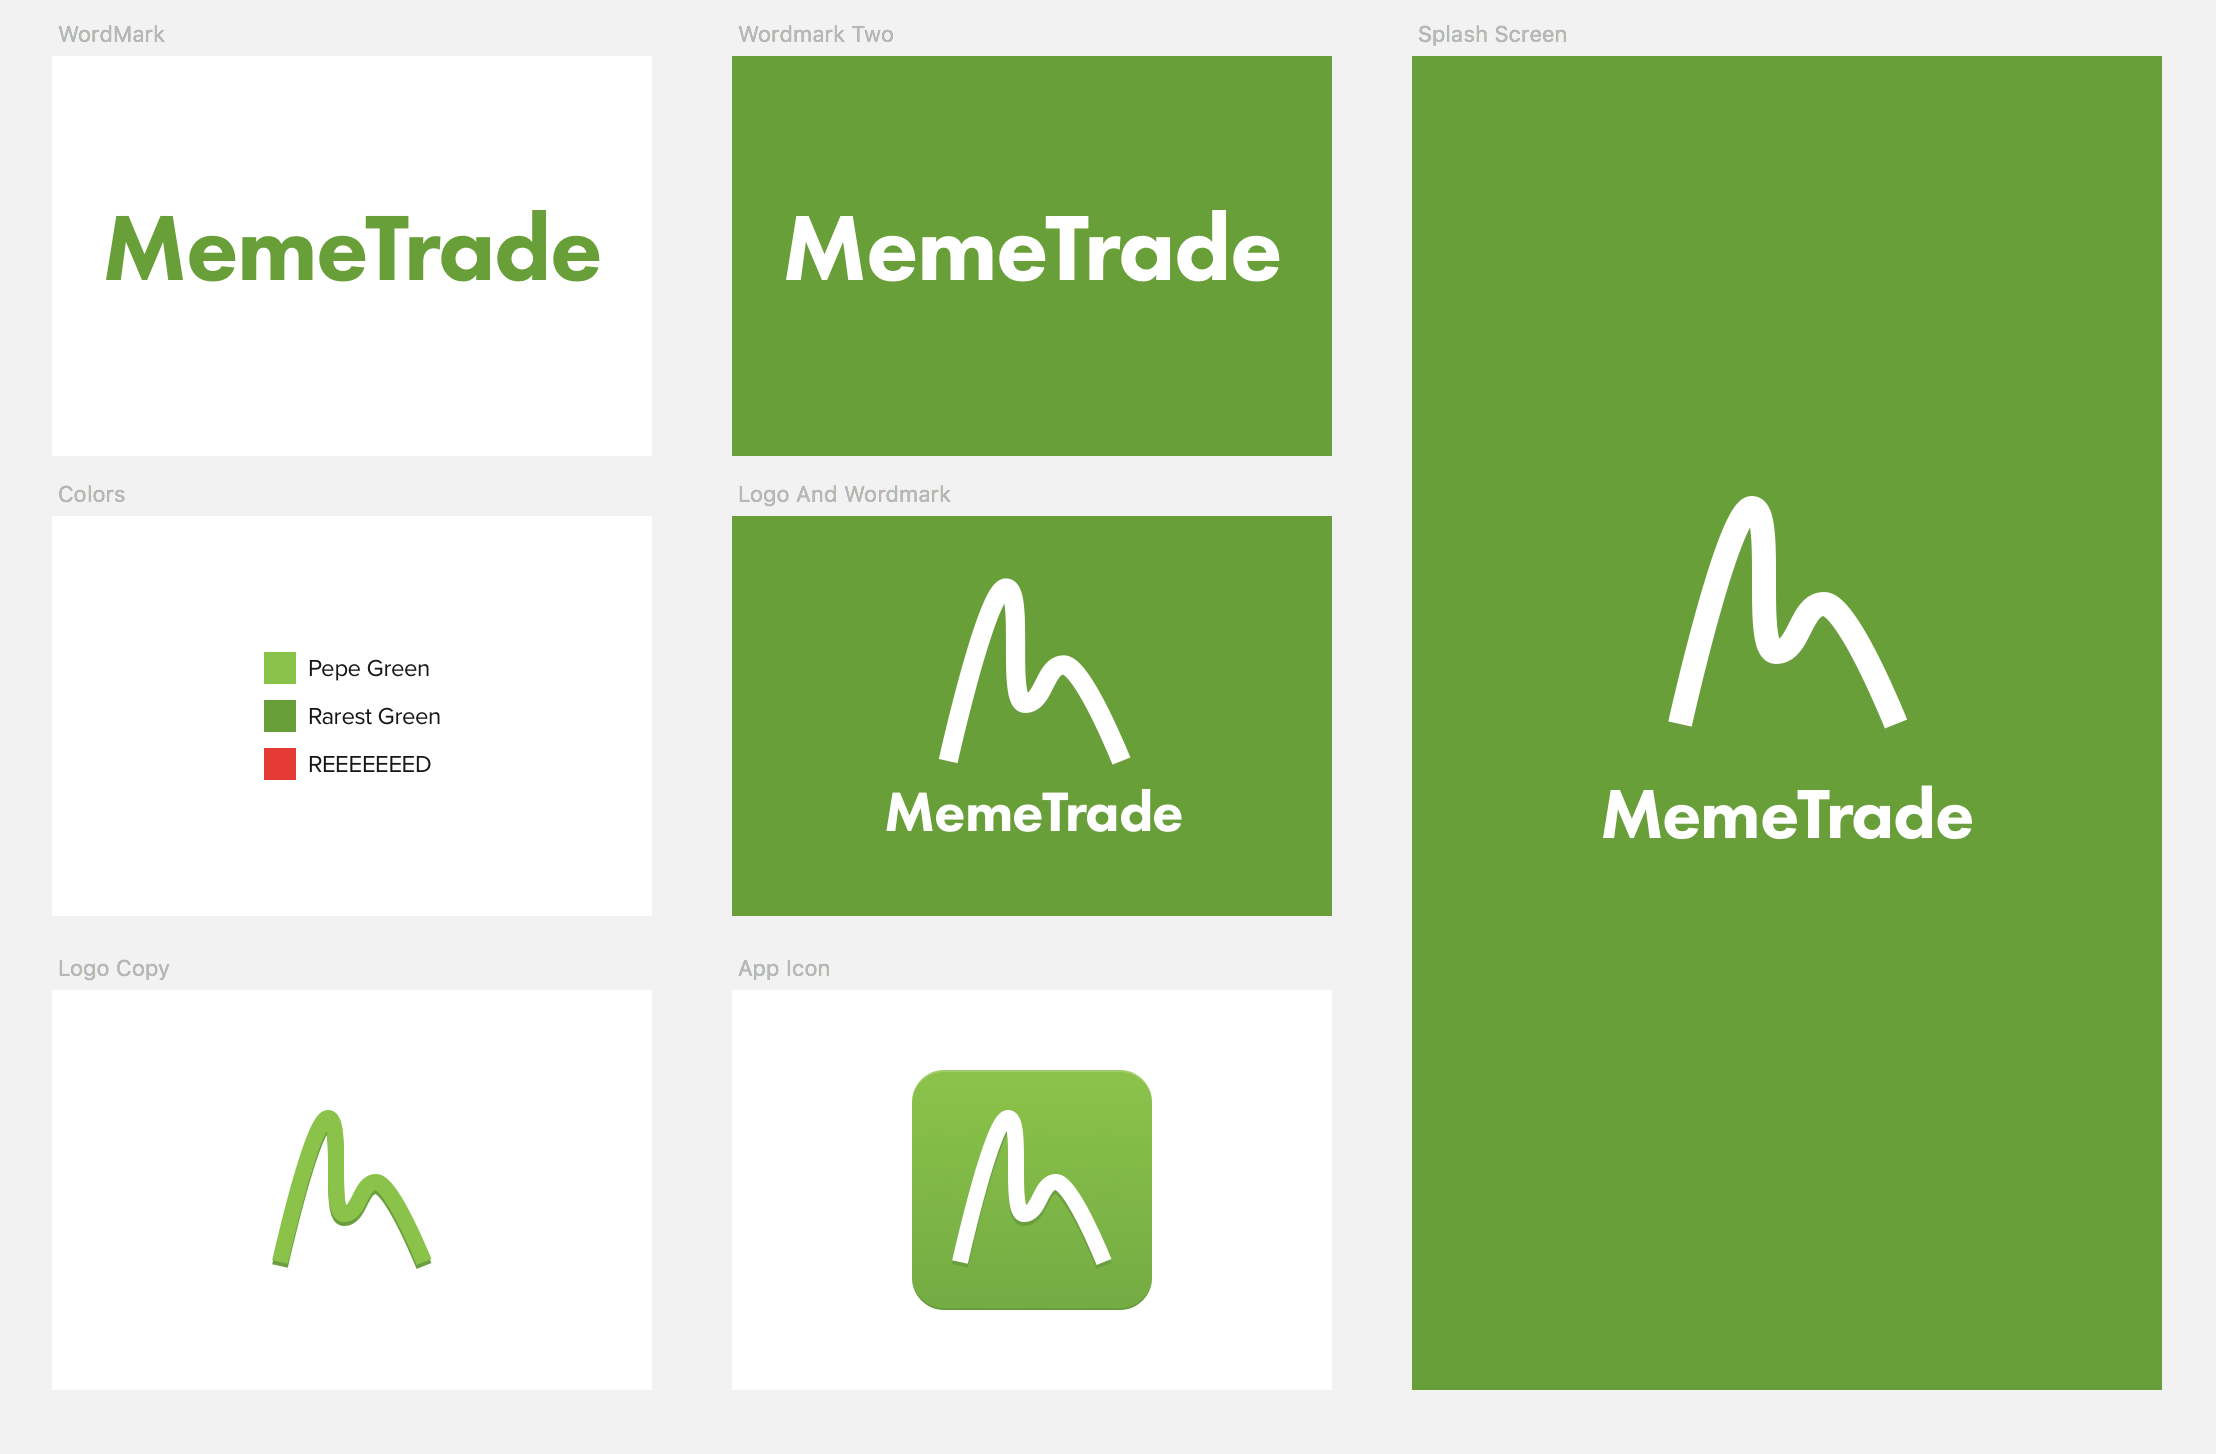 WordMark
MemeTrade
Wordmark Two
MemeTrade
Splash Screen
MemeTrade
Colors
Pepe Green
Rarest Green
REEEEEEED
Logo And Wordmark
MemeTrade
Logo Copy
App Icon